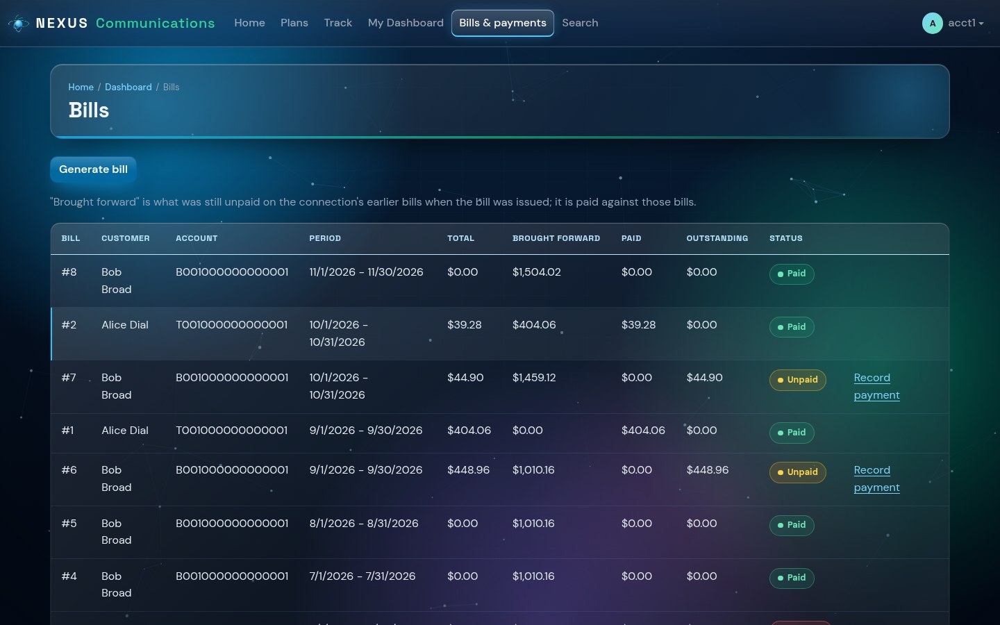 NEXUS Communications Home Plans Track My Dashboard Bills & payments Search A acct1
Home / Dashboard / Bills
Bills
Generate bill
"Brought forward" is what was still unpaid on the connection's earlier bills when the bill was issued; it is paid against those bills.
BILL CUSTOMER ACCOUNT PERIOD TOTAL BROUGHT FORWARD PAID OUTSTANDING STATUS
#8 Bob Broad B001000000000001 11/1/2026 - 11/30/2026 $0.00 $1,504.02 $0.00 $0.00 Paid
#2 Alice Dial T001000000000001 10/1/2026 - 10/31/2026 $39.28 $404.06 $39.28 $0.00 Paid
#7 Bob Broad B001000000000001 10/1/2026 - 10/31/2026 $44.90 $1,459.12 $0.00 $44.90 Unpaid Record payment
#1 Alice Dial T001000000000001 9/1/2026 - 9/30/2026 $404.06 $0.00 $404.06 $0.00 Paid
#6 Bob Broad B001000000000001 9/1/2026 - 9/30/2026 $448.96 $1,010.16 $0.00 $448.96 Unpaid Record payment
#5 Bob Broad B001000000000001 8/1/2026 - 8/31/2026 $0.00 $1,010.16 $0.00 $0.00 Paid
#4 Bob Broad B001000000000001 7/1/2026 - 7/31/2026 $0.00 $1,010.16 $0.00 $0.00 Paid